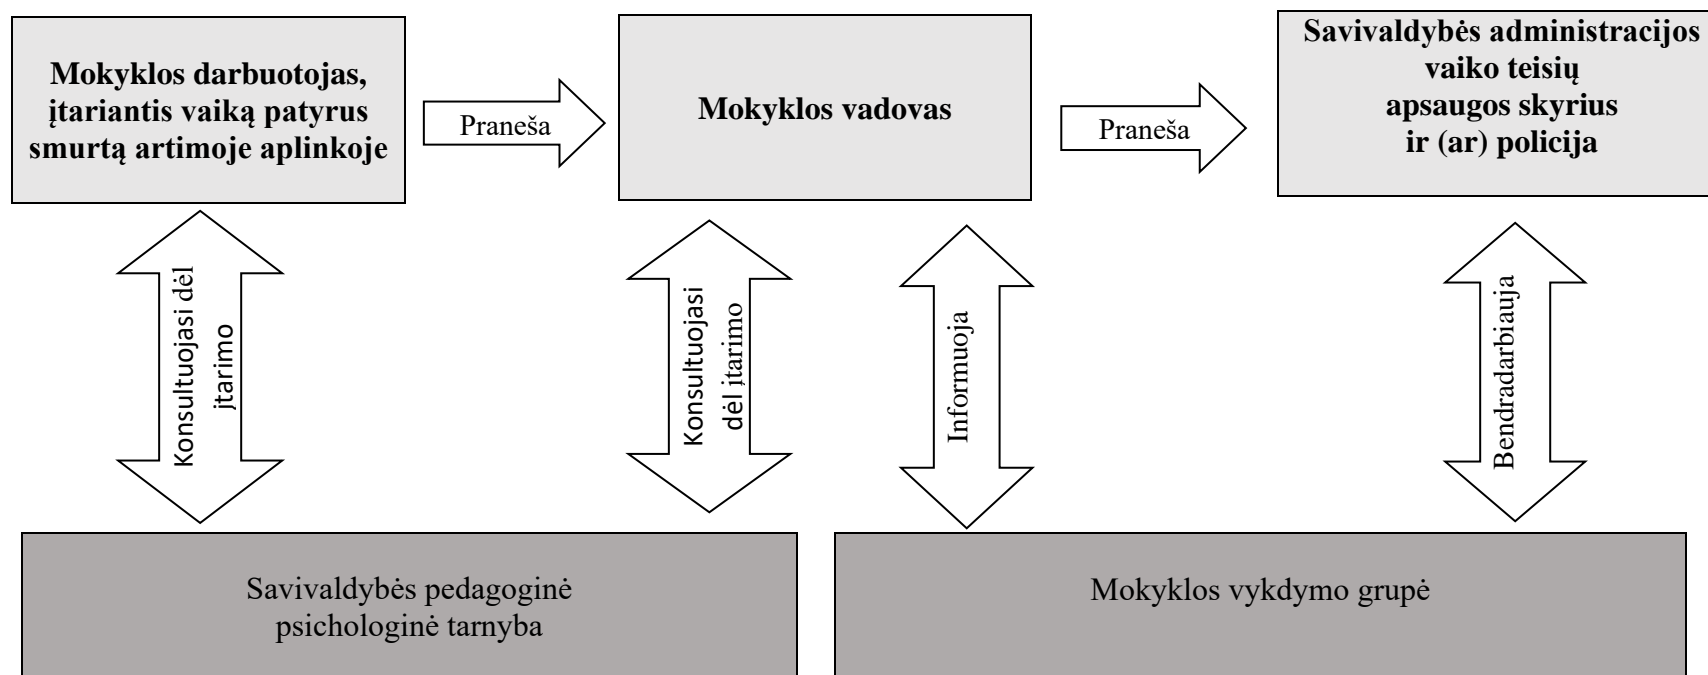 Mokyklos darbuotojas,
įtariantis vaiką patyrus
smurtą artimoje aplinkoje
Praneša
Mokyklos vadovas
Praneša
Savivaldybės administracijos
vaiko teisių
apsaugos skyrius
ir (ar) policija
Konsultuojasi dėl
įtarimo
Konsultuojasi
dėl įtarimo
Informuoja
Bendradarbiauja
Savivaldybės pedagoginė
psichologinė tarnyba
Mokyklos vykdymo grupė